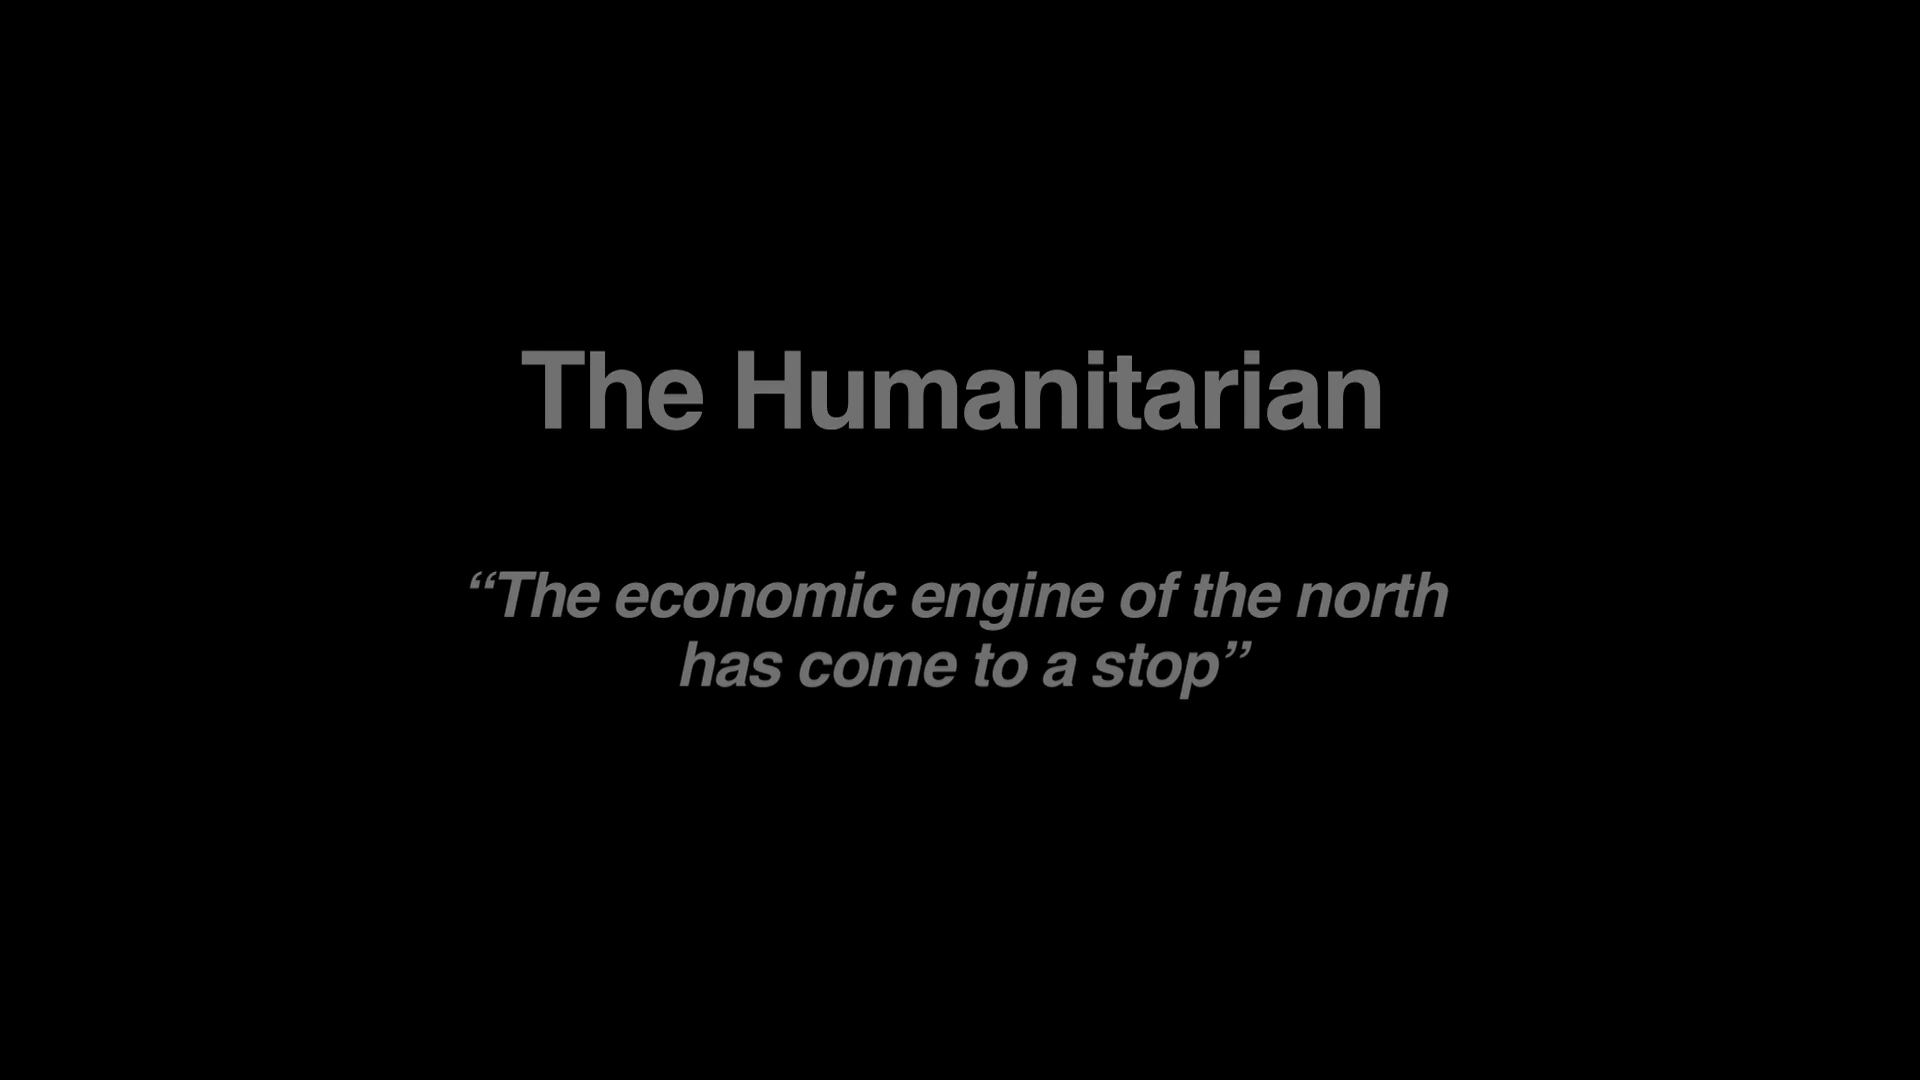 The Humanitarian
“The economic engine of the north
has come to a stop”